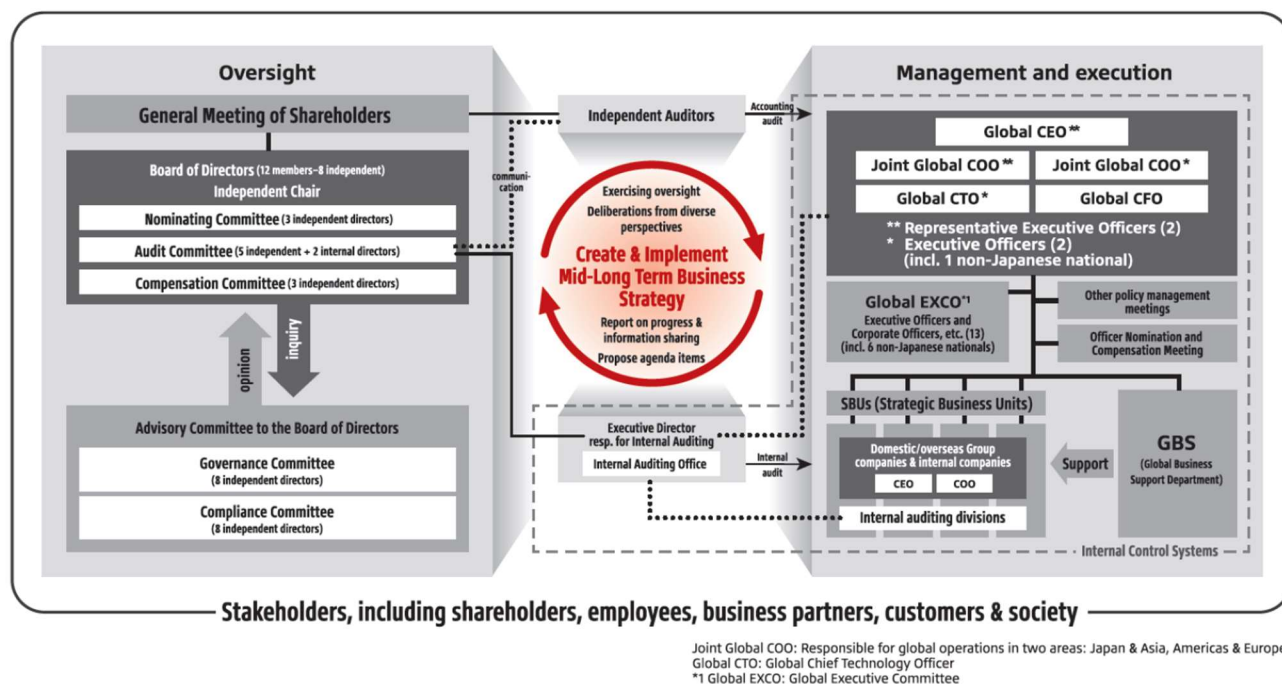 Oversight
General Meeting of Shareholders
Board of Directors (12 members–8 independent)
Independent Chair
Nominating Committee (3 independent directors)
Audit Committee (5 independent + 2 internal directors)
Compensation Committee (3 independent directors)
opinion
inquiry
Advisory Committee to the Board of Directors
Governance Committee
(8 independent directors)
Compliance Committee
(8 independent directors)
Independent Auditors
Accounting
audit
communi-
cation
Exercising oversight
Deliberations from diverse
perspectives
Create & Implement
Mid-Long Term Business
Strategy
Report on progress &
information sharing
Propose agenda items
Executive Director
resp. for Internal Auditing
Internal Auditing Office
Internal
audit
Management and execution
Global CEO**
Joint Global COO**
Joint Global COO*
Global CTO*
Global CFO
** Representative Executive Officers (2)
* Executive Officers (2)
(incl. 1 non-Japanese national)
Global EXCO*1
Executive Officers and
Corporate Officers, etc. (13)
(incl. 6 non-Japanese nationals)
Other policy management
meetings
Officer Nomination and
Compensation Meeting
SBUs (Strategic Business Units)
Domestic/overseas Group
companies & internal companies
CEO
COO
Internal auditing divisions
Support
GBS
(Global Business
Support Department)
Internal Control Systems
Stakeholders, including shareholders, employees, business partners, customers & society
Joint Global COO: Responsible for global operations in two areas: Japan & Asia, Americas & Europe
Global CTO: Global Chief Technology Officer
*1 Global EXCO: Global Executive Committee